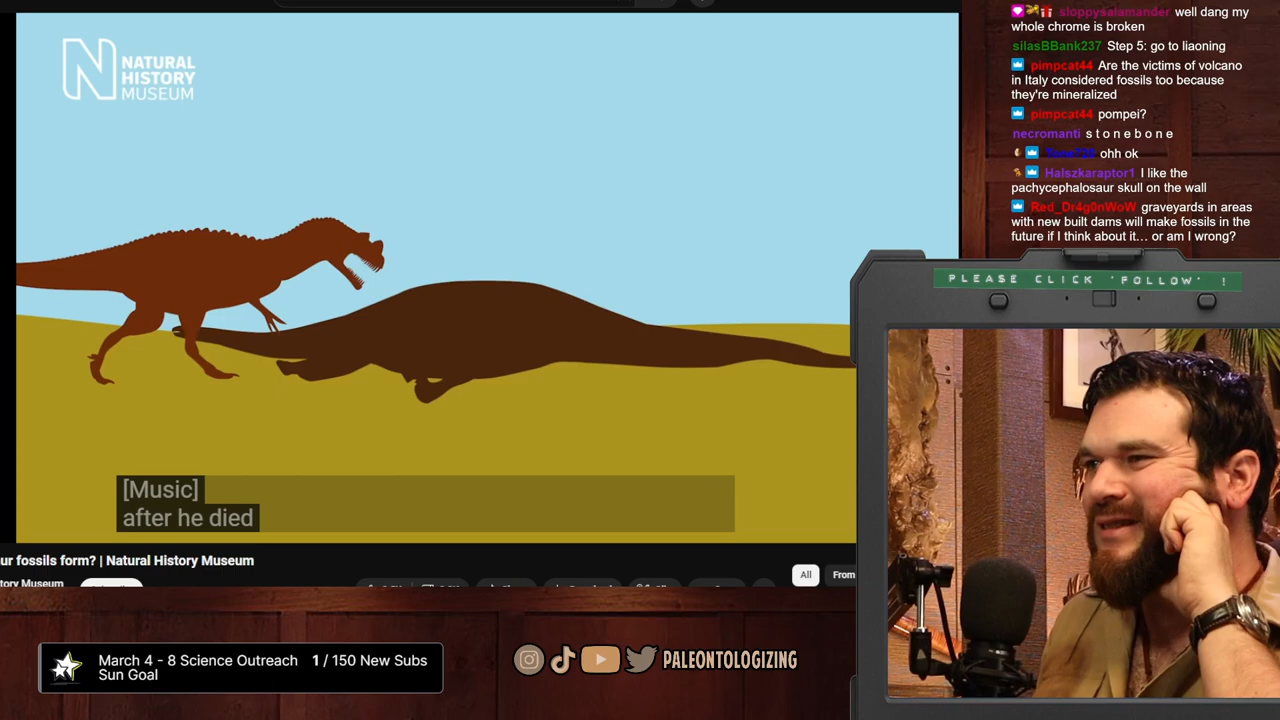 NATURAL
HISTORY
MUSEUM
[Music]
after he died
ur fossils form? | Natural History Museum
tory Museum
All
From
March 4 - 8 Science Outreach 1 / 150 New Subs
Sun Goal
PALEONTOLOGIZING
sloppysalamander well dang my
whole chrome is broken
silasBBank237 Step 5: go to liaoning
pimpcat44 Are the victims of volcano
in Italy considered fossils too because
they're mineralized
pimpcat44 pompei?
necromanti s t o n e b o n e
ohh ok
Halszkaraptor1 I like the
pachycephalosaur skull on the wall
Red_Dr4g0nWoW graveyards in areas
with new built dams will make fossils in the
future if I think about it... or am I wrong?
PLEASE CLICK 'FOLLOW' !